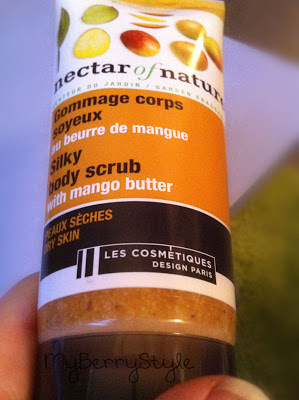 nectar of nature
Gommage corps
soyeux
au beurre de mangue
Silky
body scrub
with mango butter
PEAUX SÈCHES
DRY SKIN
LES COSMÉTIQUES
DESIGN PARIS
MyBerryStyle